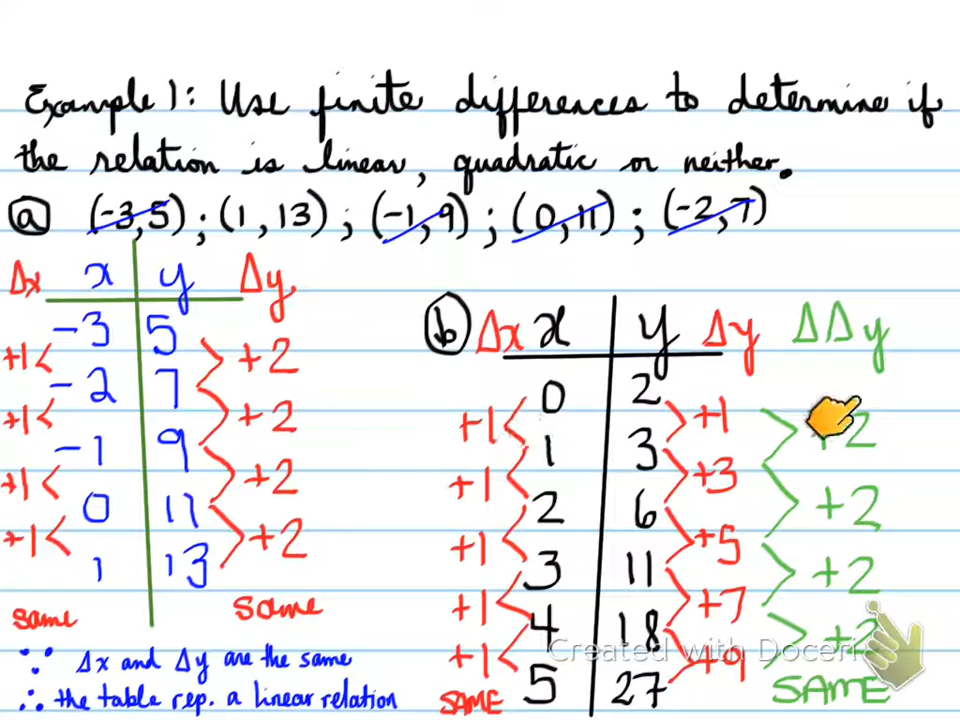 Example 1: Use finite differences to determine if
the relation is linear, quadratic or neither.
a (-3,5); (1,13); (-1,9); (0,11); (-2,7)
Δx x y Δy
-3 5
+1 +2
-2 7
+1 +2
-1 9
+1 +2
0 11
+1 +2
1 13
same same
∵ Δx and Δy are the same
∴ the table rep. a linear relation
b Δx x y Δy ΔΔy
0 2
+1 +1
1 3 +2
+1 +3
2 6 +2
+1 +5
3 11 +2
+1 +7
4 18 +2
+1 +9
5 27
SAME SAME
Created with Doceri